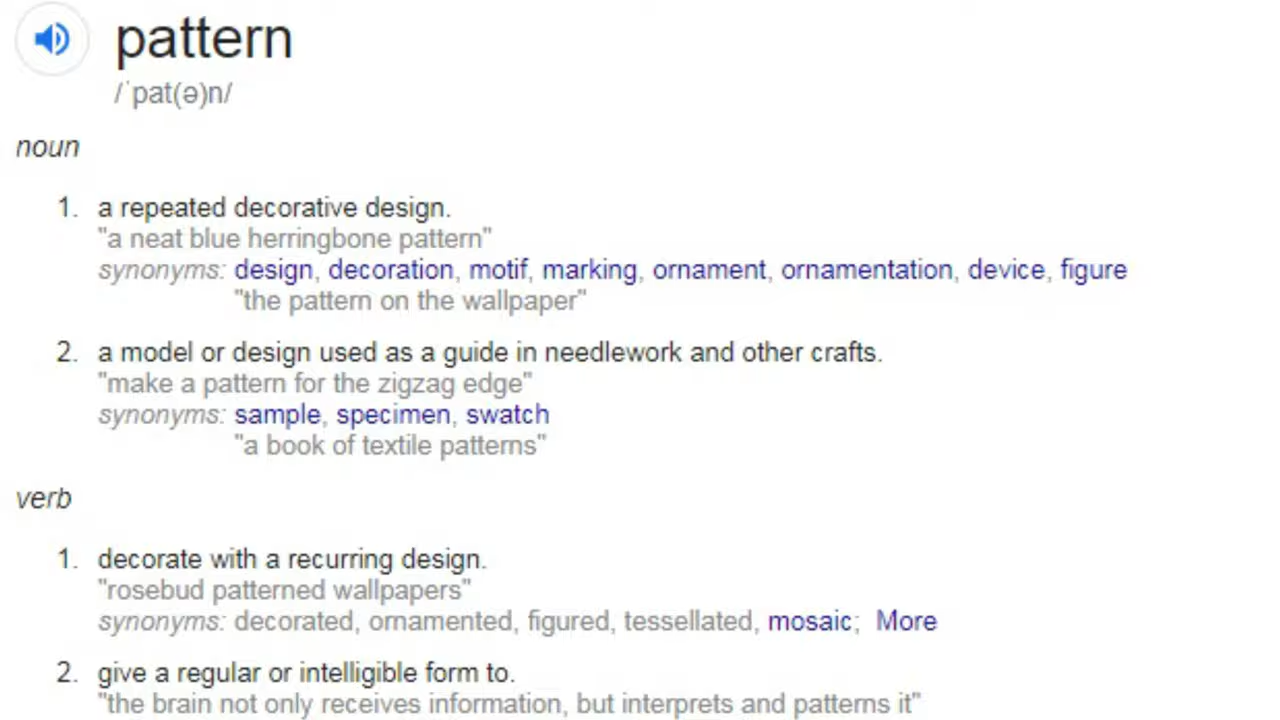 pattern
/ˈpat(ə)n/
noun
1. a repeated decorative design.
"a neat blue herringbone pattern"
synonyms: design, decoration, motif, marking, ornament, ornamentation, device, figure
"the pattern on the wallpaper"
2. a model or design used as a guide in needlework and other crafts.
"make a pattern for the zigzag edge"
synonyms: sample, specimen, swatch
"a book of textile patterns"
verb
1. decorate with a recurring design.
"rosebud patterned wallpapers"
synonyms: decorated, ornamented, figured, tessellated, mosaic; More
2. give a regular or intelligible form to.
"the brain not only receives information, but interprets and patterns it"